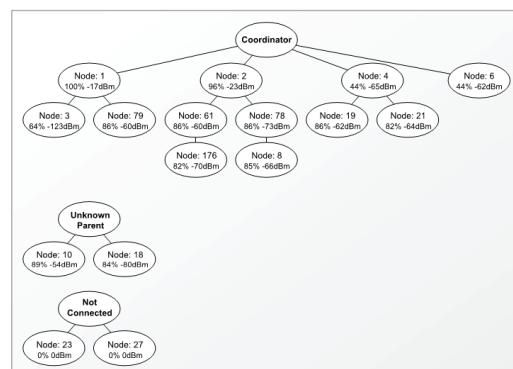 Coordinator
Node: 1
100% -17dBm
Node: 2
96% -23dBm
Node: 4
44% -65dBm
Node: 6
44% -62dBm
Node: 3
64% -123dBm
Node: 79
86% -60dBm
Node: 61
86% -60dBm
Node: 78
86% -73dBm
Node: 19
86% -62dBm
Node: 21
82% -64dBm
Node: 176
82% -70dBm
Node: 8
85% -66dBm
Unknown
Parent
Node: 10
89% -54dBm
Node: 18
84% -80dBm
Not
Connected
Node: 23
0% 0dBm
Node: 27
0% 0dBm